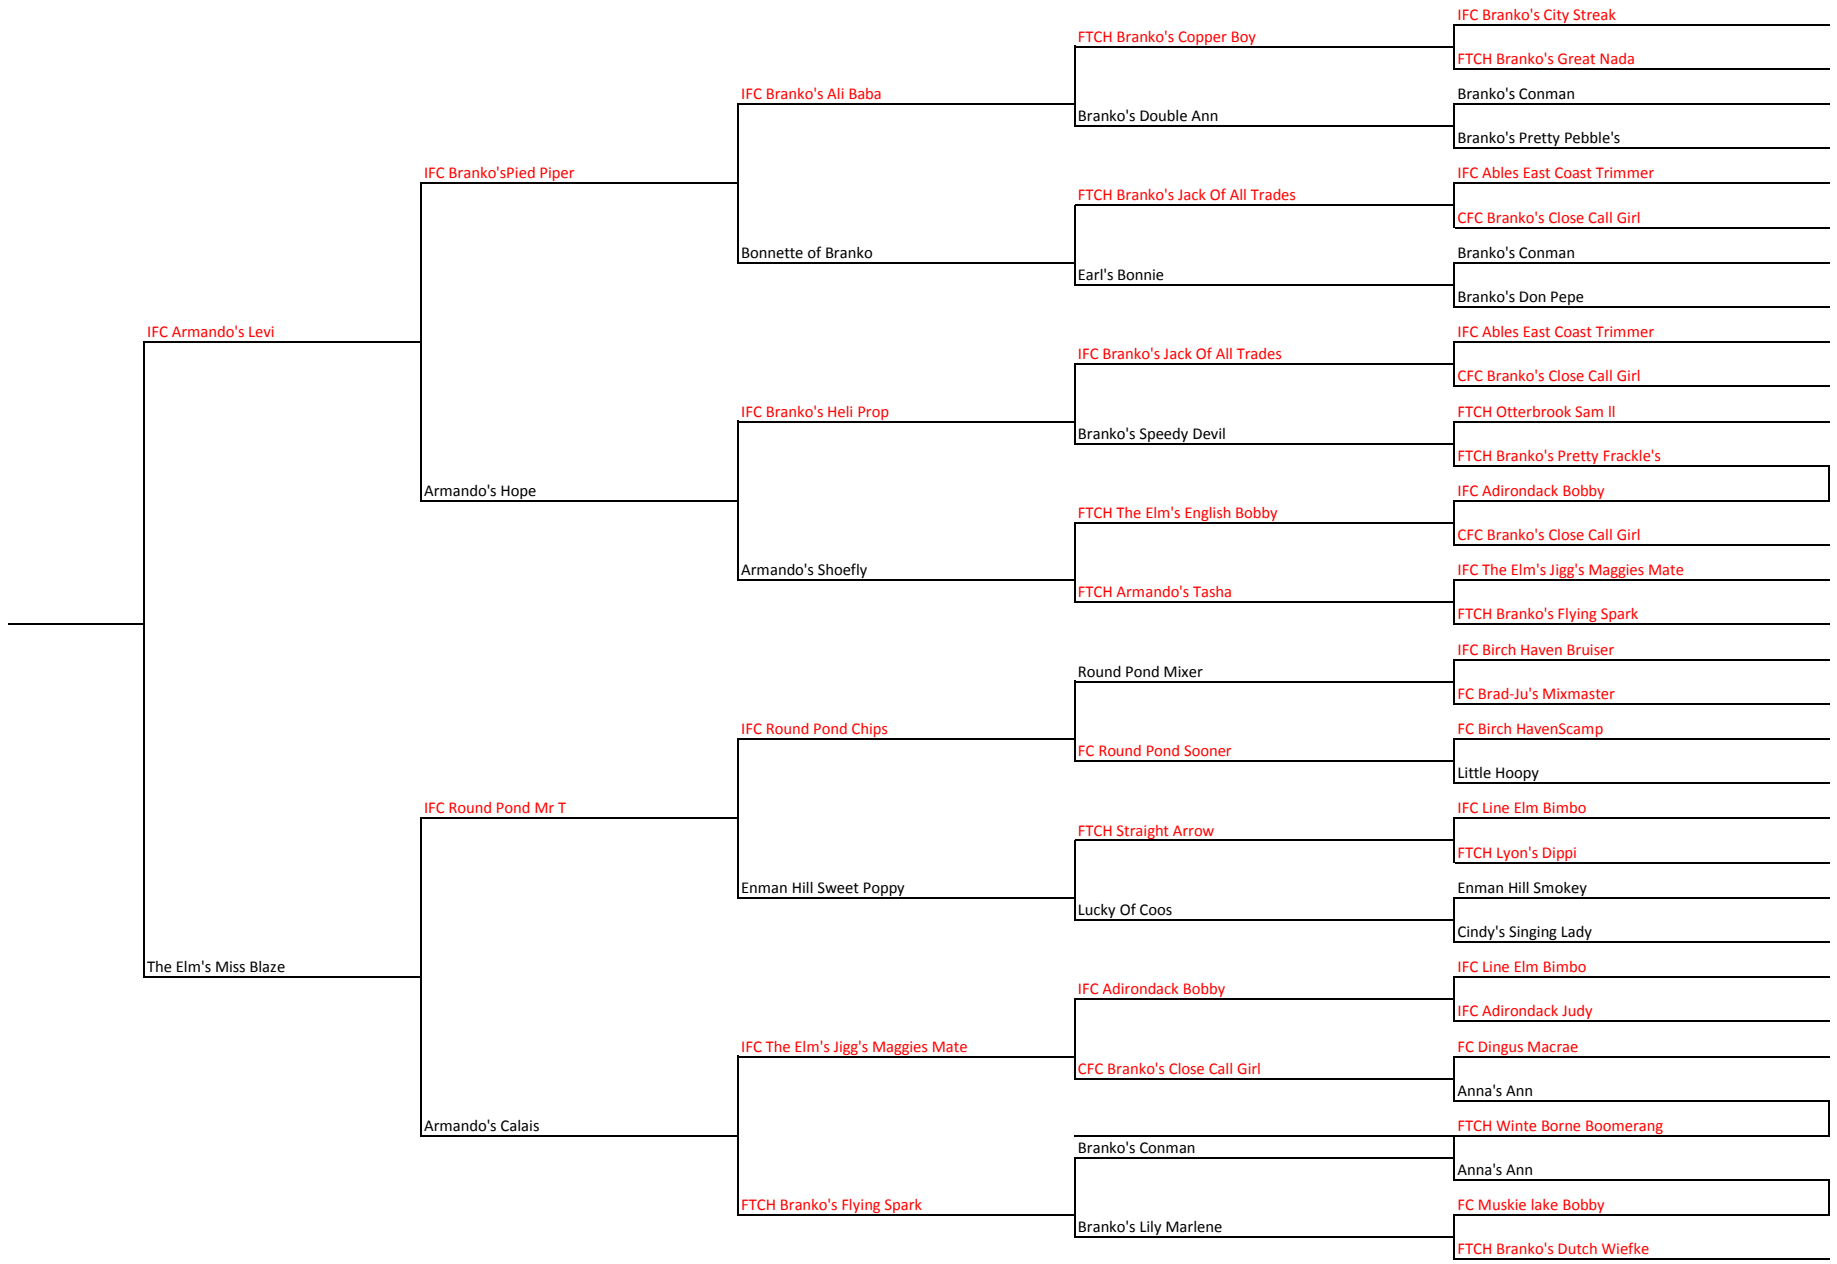 IFC Branko's City Streak
FTCH Branko's Copper Boy
FTCH Branko's Great Nada
IFC Branko's Ali Baba
Branko's Conman
Branko's Double Ann
Branko's Pretty Pebble's
IFC Branko'sPied Piper
IFC Ables East Coast Trimmer
FTCH Branko's Jack Of All Trades
CFC Branko's Close Call Girl
Bonnette of Branko
Branko's Conman
Earl's Bonnie
Branko's Don Pepe
IFC Armando's Levi
IFC Ables East Coast Trimmer
IFC Branko's Jack Of All Trades
CFC Branko's Close Call Girl
IFC Branko's Heli Prop
FTCH Otterbrook Sam ll
Branko's Speedy Devil
FTCH Branko's Pretty Frackle's
Armando's Hope
IFC Adirondack Bobby
FTCH The Elm's English Bobby
CFC Branko's Close Call Girl
Armando's Shoefly
IFC The Elm's Jigg's Maggies Mate
FTCH Armando's Tasha
FTCH Branko's Flying Spark
IFC Birch Haven Bruiser
Round Pond Mixer
FC Brad-Ju's Mixmaster
IFC Round Pond Chips
FC Birch HavenScamp
FC Round Pond Sooner
Little Hoopy
IFC Round Pond Mr T
IFC Line Elm Bimbo
FTCH Straight Arrow
FTCH Lyon's Dippi
Enman Hill Sweet Poppy
Enman Hill Smokey
Lucky Of Coos
Cindy's Singing Lady
The Elm's Miss Blaze
IFC Line Elm Bimbo
IFC Adirondack Bobby
IFC Adirondack Judy
IFC The Elm's Jigg's Maggies Mate
FC Dingus Macrae
CFC Branko's Close Call Girl
Anna's Ann
Armando's Calais
FTCH Winte Borne Boomerang
Branko's Conman
Anna's Ann
FTCH Branko's Flying Spark
FC Muskie lake Bobby
Branko's Lily Marlene
FTCH Branko's Dutch Wiefke